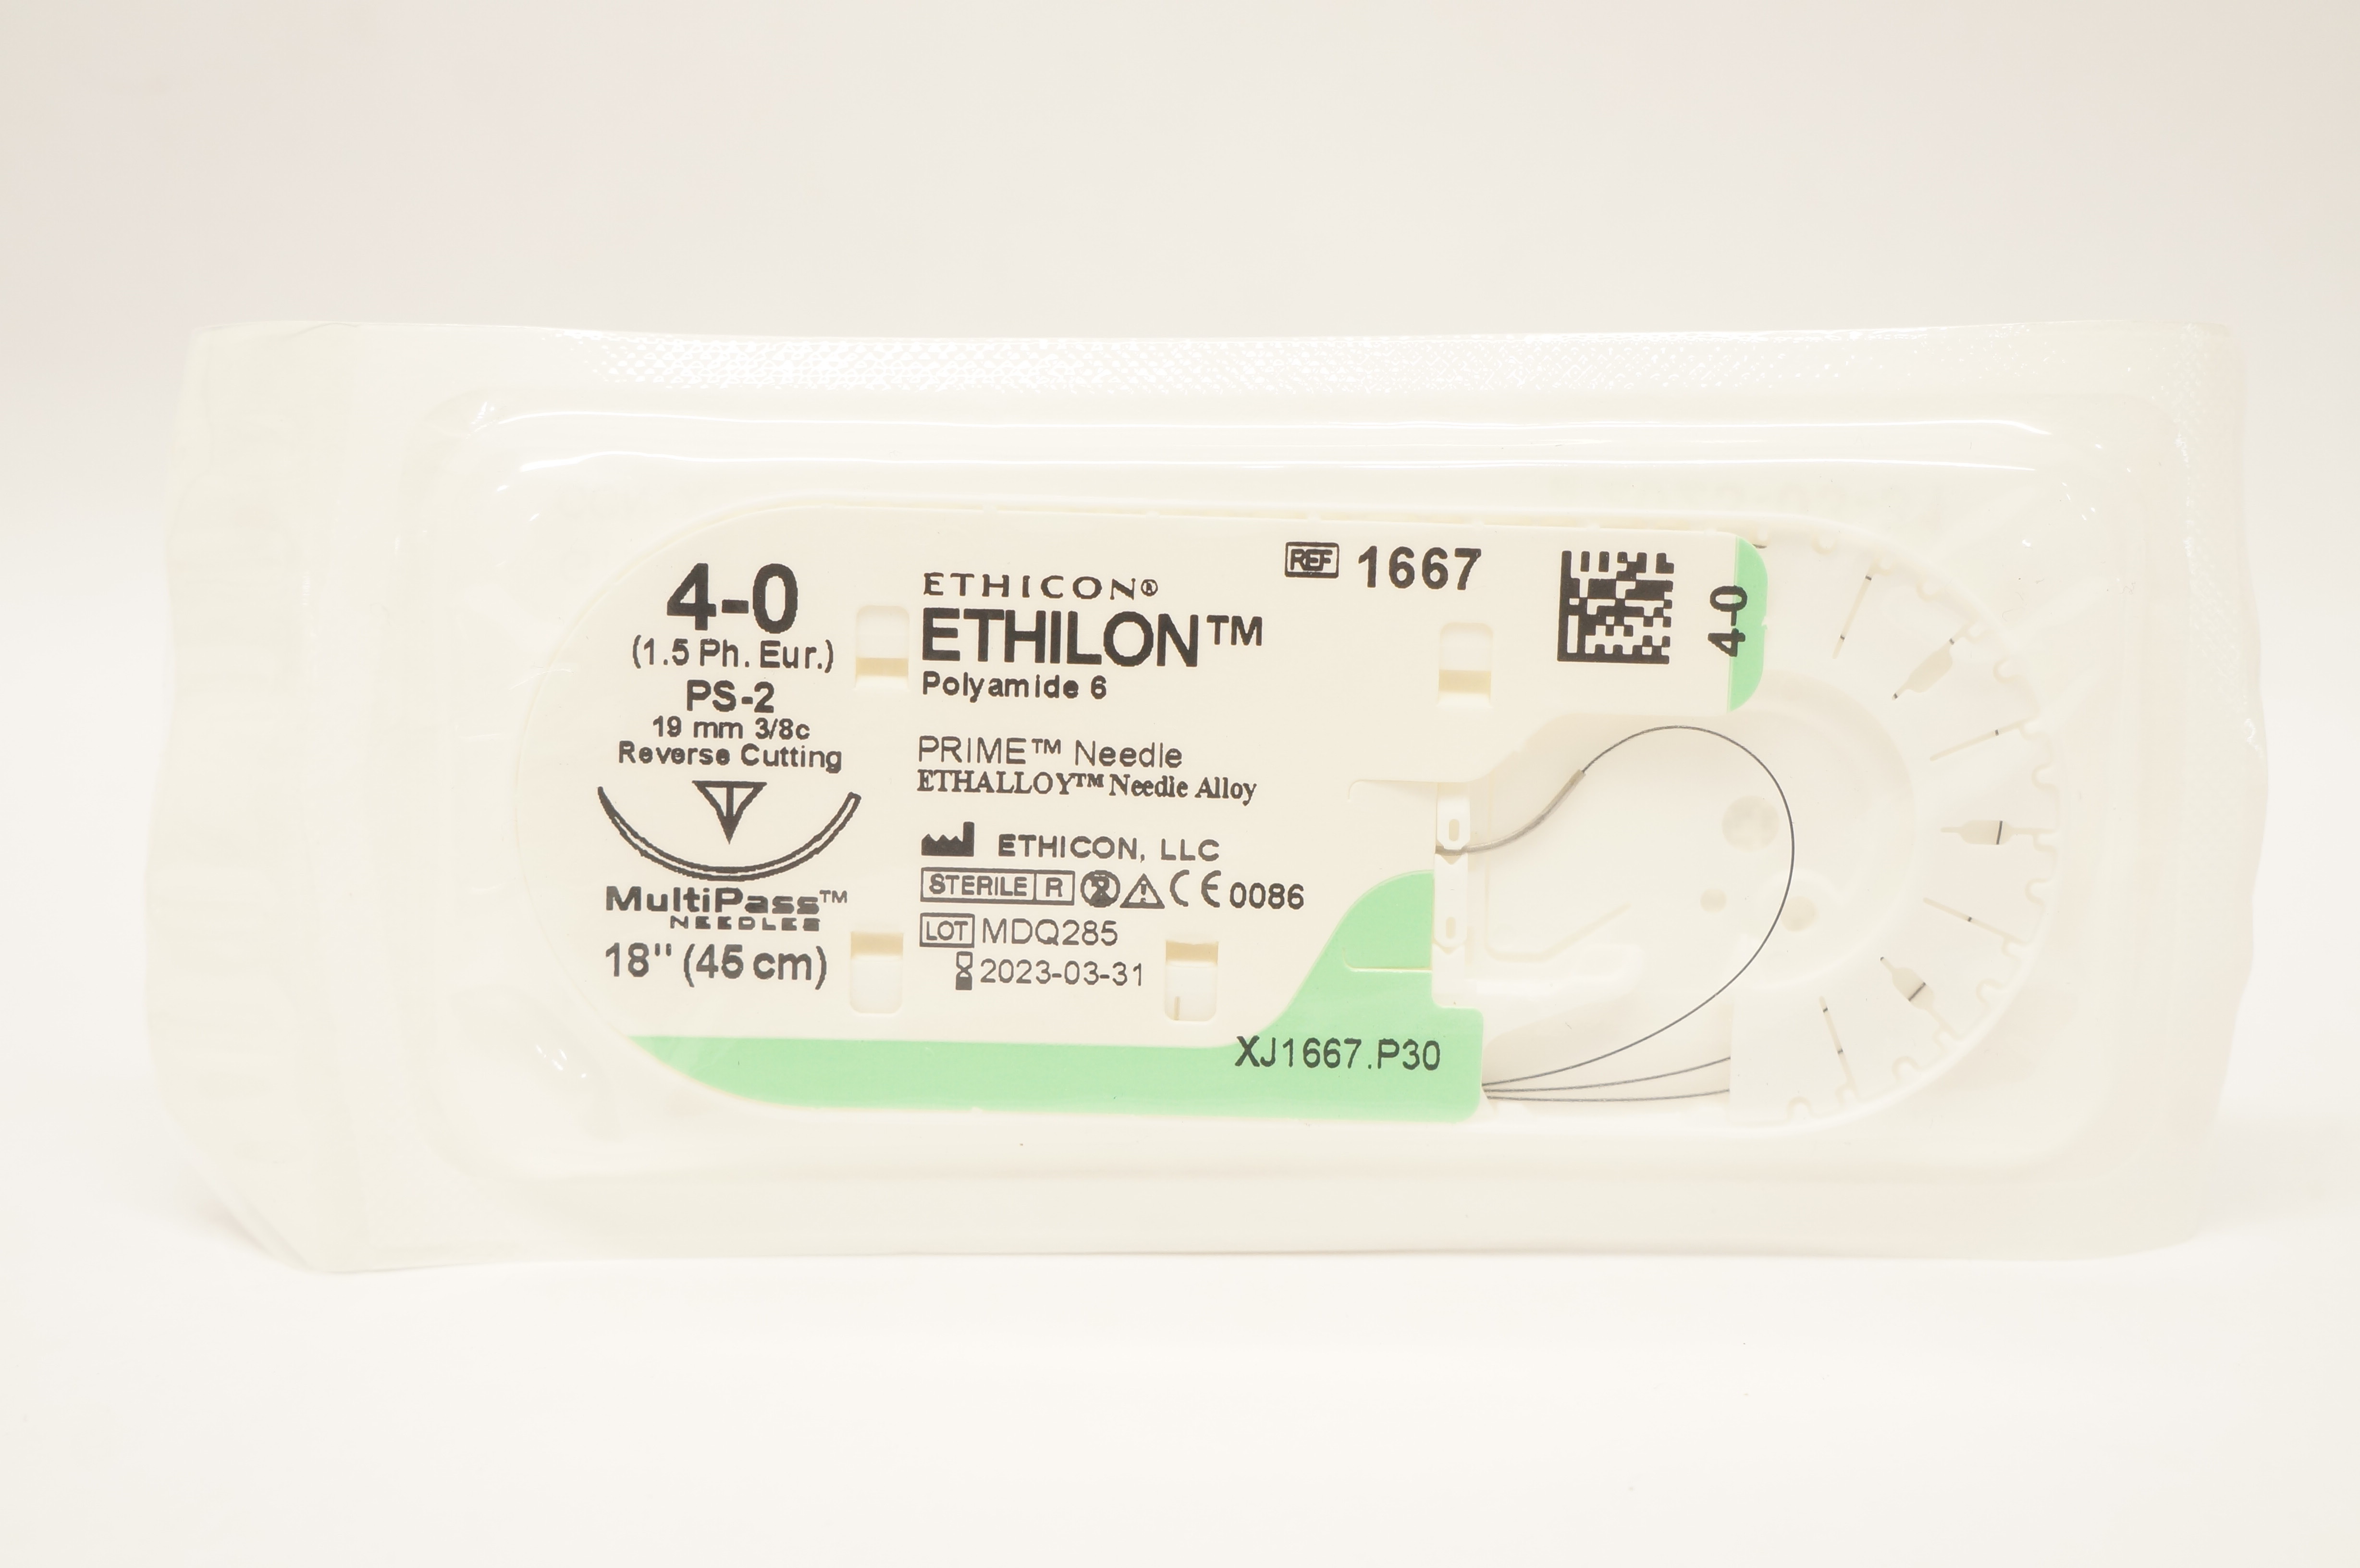 4-0
(1.5 Ph. Eur.)
PS-2
19 mm 3/8c
Reverse Cutting
MultiPass™
NEEDLES
18" (45 cm)
ETHICON®
ETHILON™
Polyamide 6
PRIME™ Needle
ETHALLOY™ Needle Alloy
ETHICON, LLC
STERILE R 2 CE 0086
LOT MDQ285
2023-03-31
REF 1667
4-0
XJ1667.P30